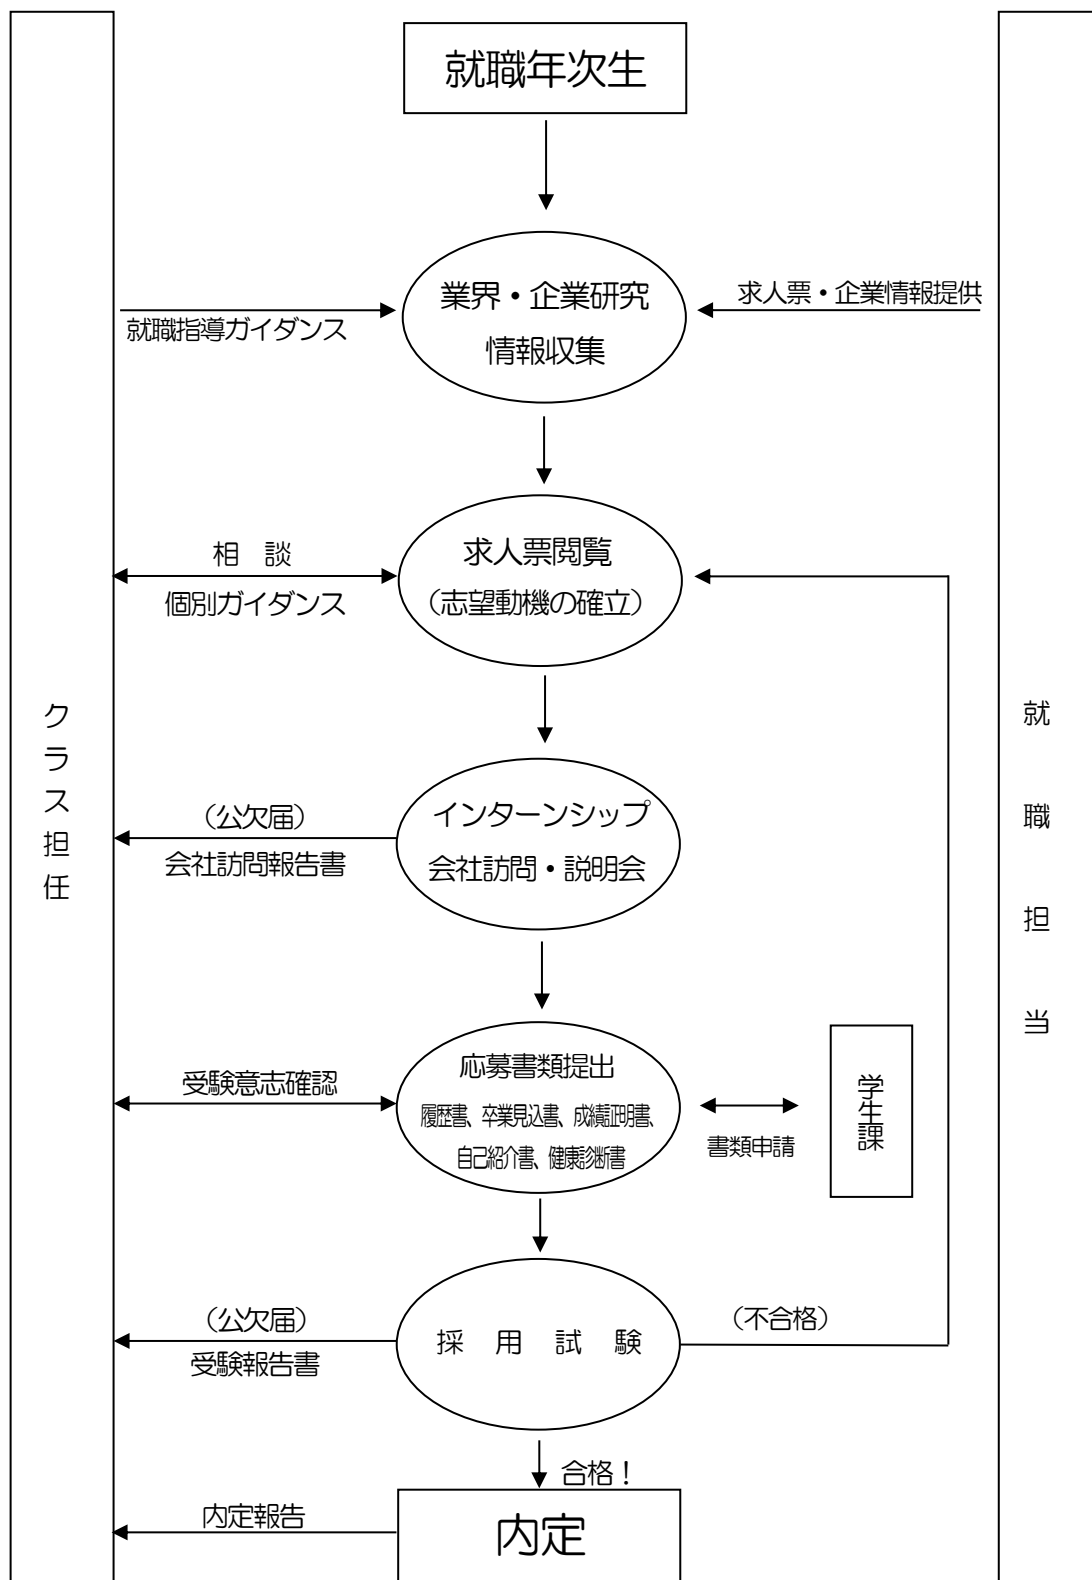 就職年次生
業界・企業研究
情報収集
就職指導ガイダンス
求人票・企業情報提供
求人票閲覧
（志望動機の確立）
相　談
個別ガイダンス
クラス担任
就職担当
インターンシップ
会社訪問・説明会
（公欠届）
会社訪問報告書
応募書類提出
履歴書、卒業見込書、成績証明書、
自己紹介書、健康診断書
受験意志確認
書類申請
学生課
採　用　試　験
（公欠届）
受験報告書
（不合格）
合格！
内定
内定報告